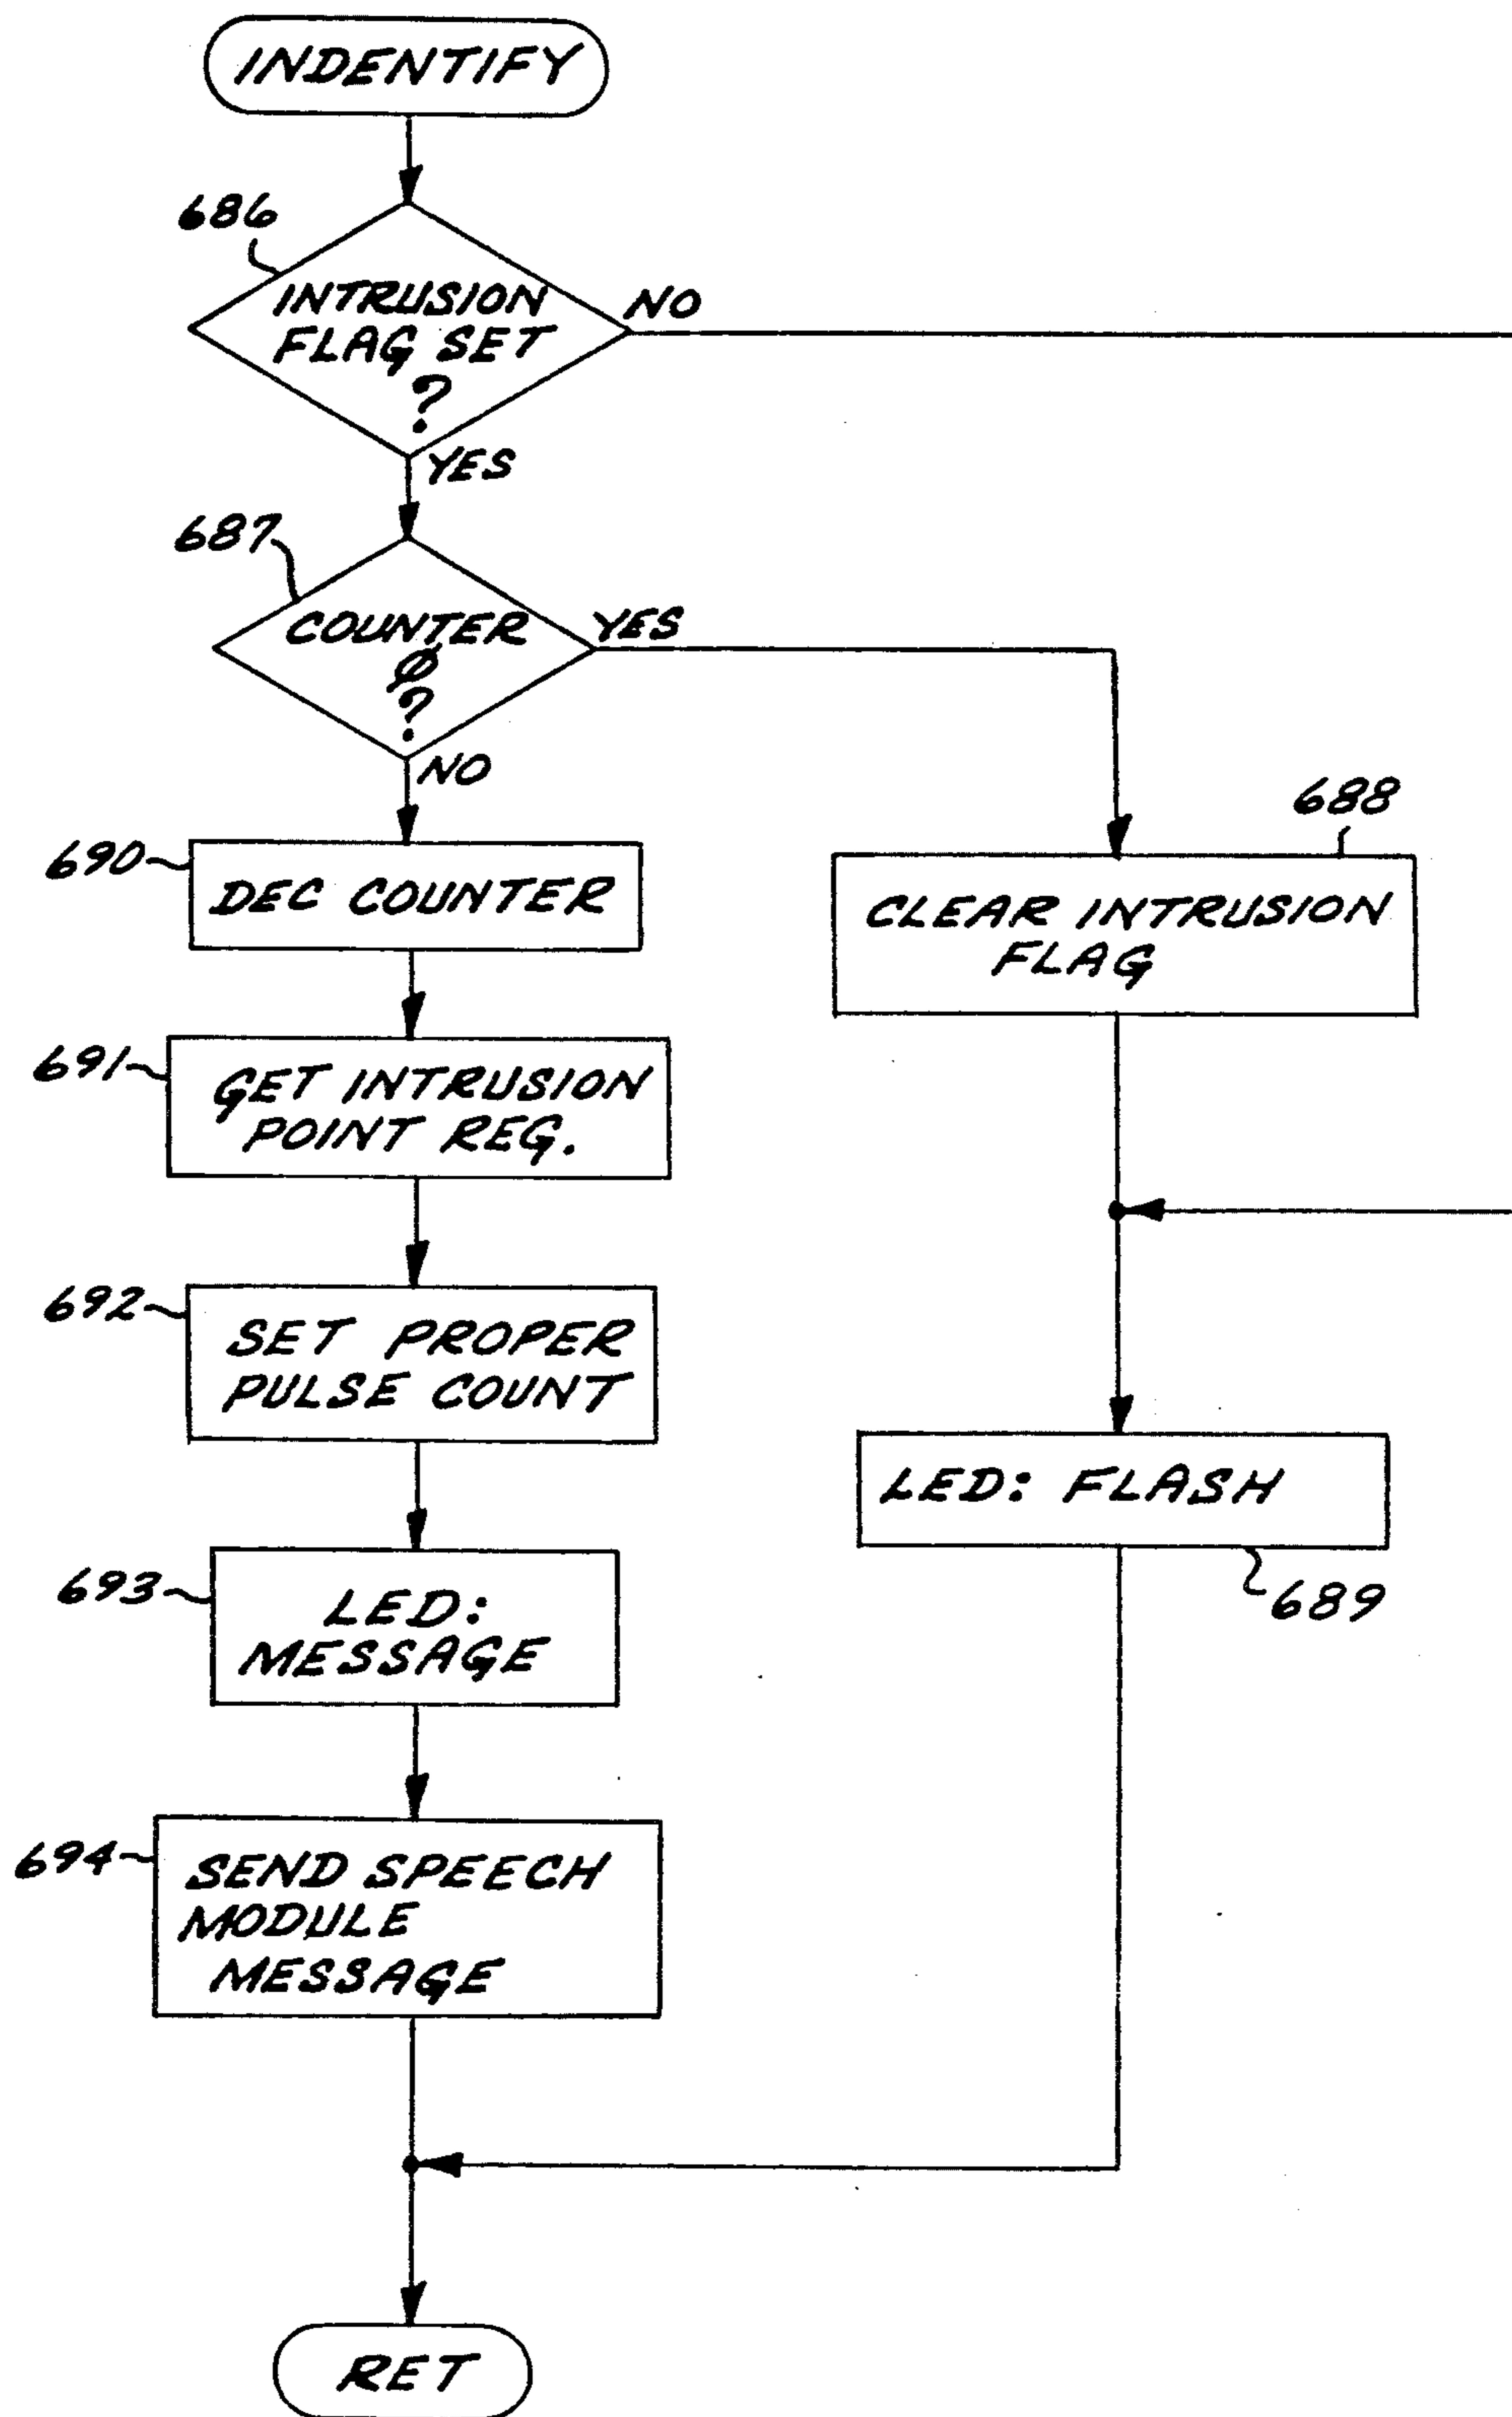 INDENTIFY
686
INTRUSION
FLAG SET
?
NO
YES
687
COUNTER
Ø
?
YES
NO
690
DEC COUNTER
688
CLEAR INTRUSION
FLAG
691
GET INTRUSION
POINT REG.
692
SET PROPER
PULSE COUNT
LED: FLASH
689
693
LED:
MESSAGE
694
SEND SPEECH
MODULE
MESSAGE
RET